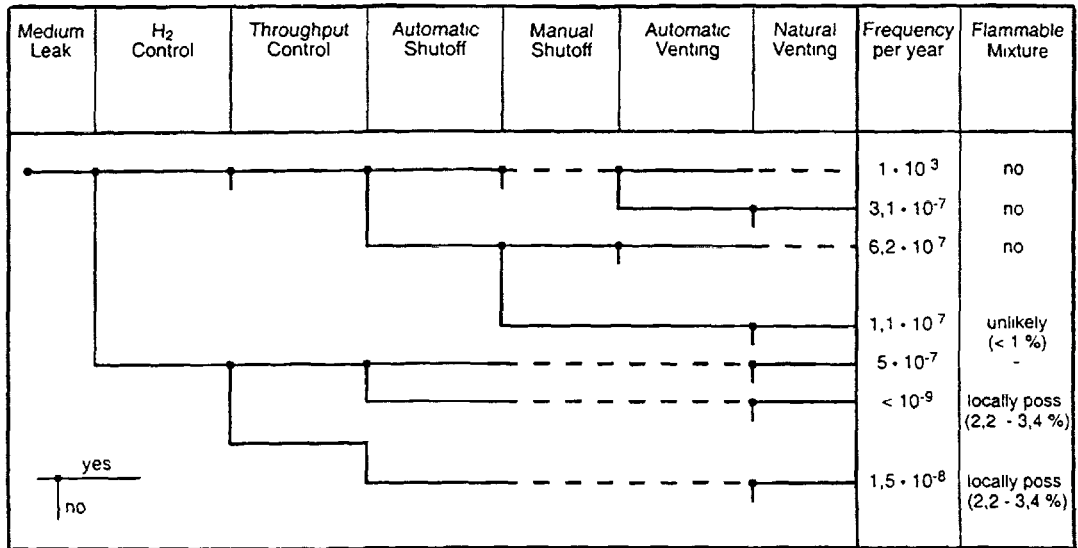 Medium Leak
H2 Control
Throughput Control
Automatic Shutoff
Manual Shutoff
Automatic Venting
Natural Venting
Frequency per year
Flammable Mixture
1 · 10 3 no
3,1 · 10-7 no
6,2 · 10 7 no
1,1 · 10 7 unlikely (< 1 %)
5 · 10-7 -
< 10-9 locally poss (2,2 - 3,4 %)
1,5 · 10-8 locally poss (2,2 - 3,4 %)
yes
no